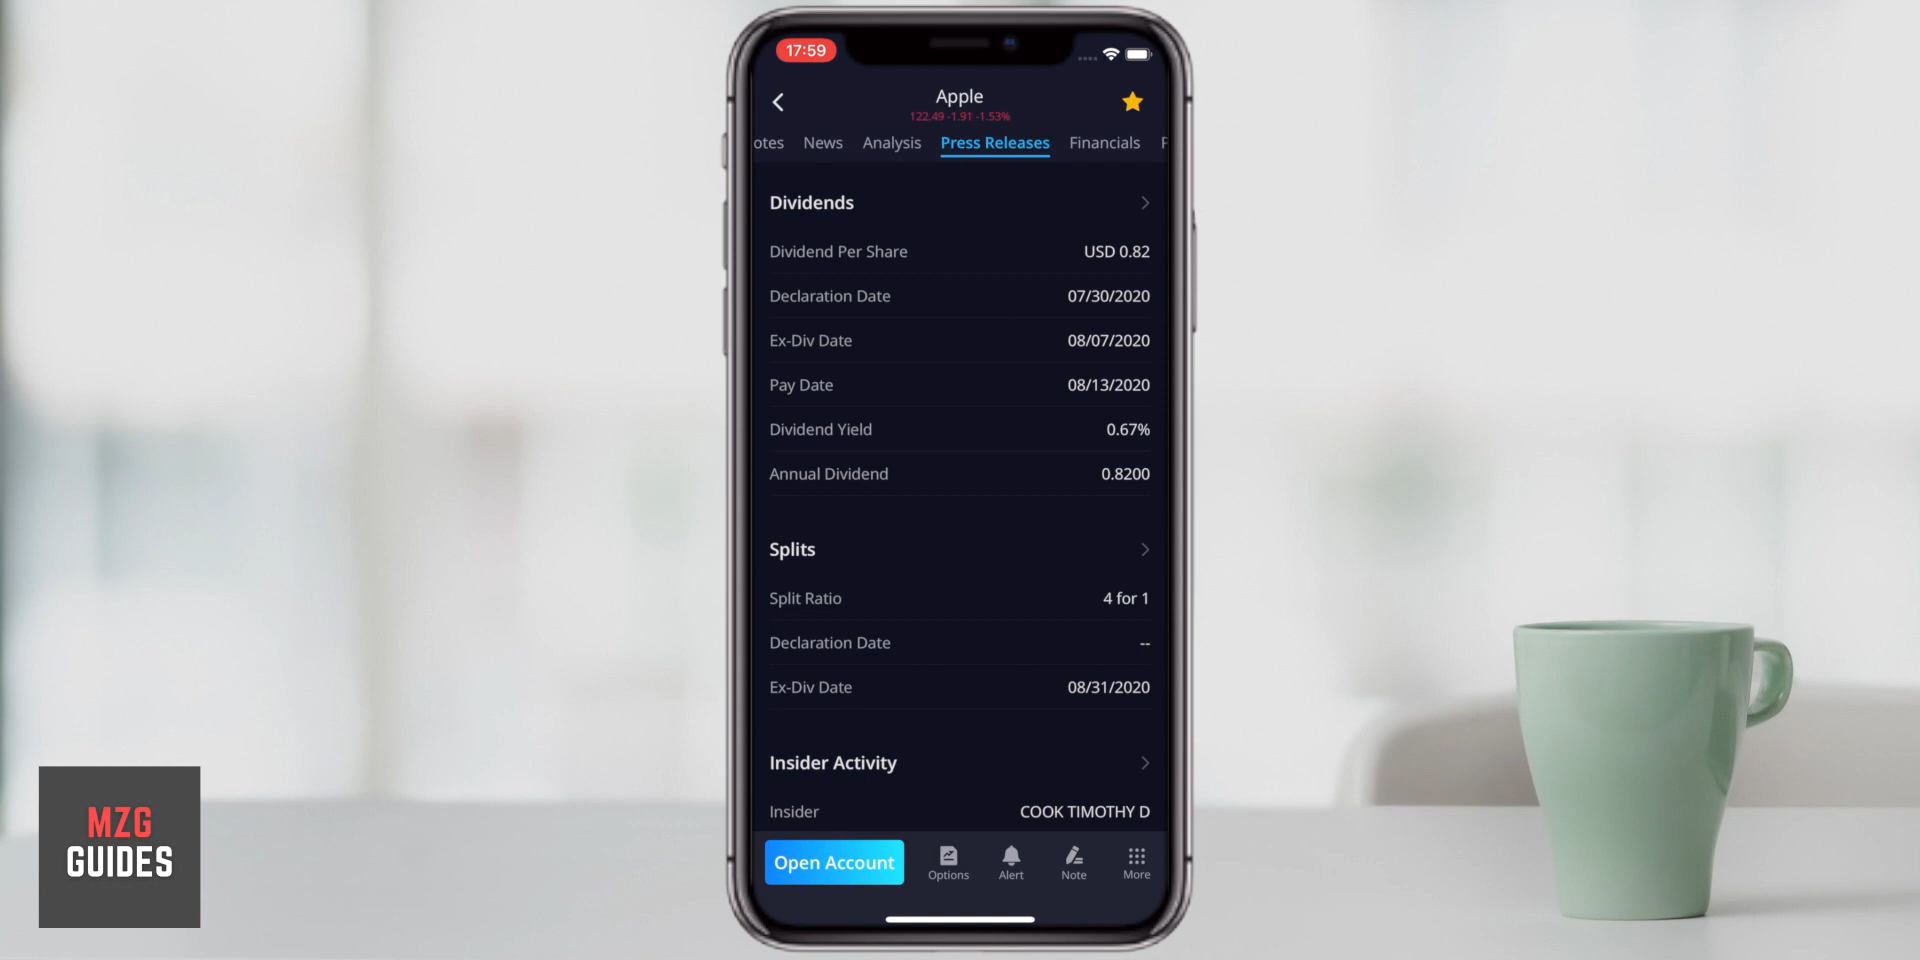 17:59
Apple
122.49 -1.91 -1.53%
otes News Analysis Press Releases Financials F
Dividends
Dividend Per Share USD 0.82
Declaration Date 07/30/2020
Ex-Div Date 08/07/2020
Pay Date 08/13/2020
Dividend Yield 0.67%
Annual Dividend 0.8200
Splits
Split Ratio 4 for 1
Declaration Date --
Ex-Div Date 08/31/2020
Insider Activity
Insider COOK TIMOTHY D
Open Account Options Alert Note More
MZG
GUIDES